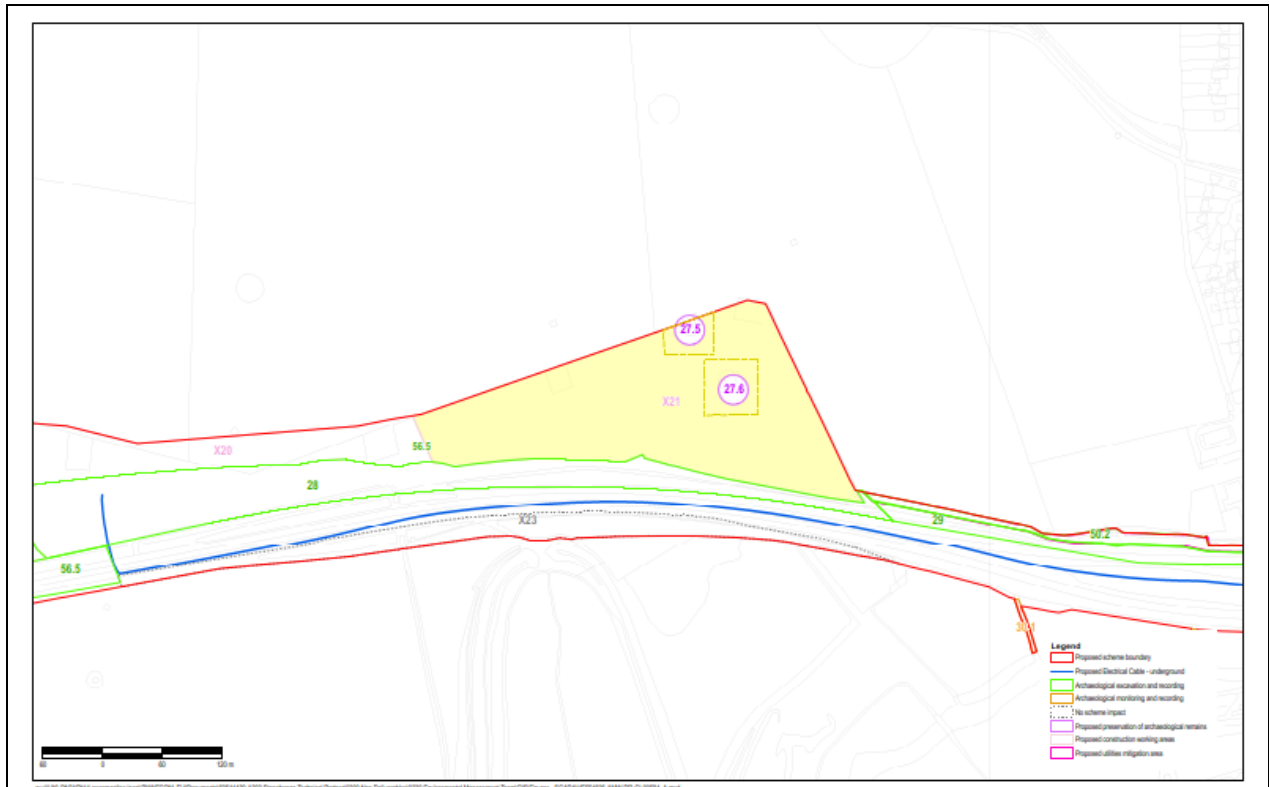 27.5
27.6
X21
X20
56.5
28
X23
29
50.2
56.5
Legend
Proposed scheme boundary
Proposed Electrical Cable - underground
Archaeological excavation and recording
Archaeological monitoring and recording
No scheme impact
Proposed preservation of archaeological remains
Proposed construction working areas
Proposed utilities mitigation area
60 0 60 120 m